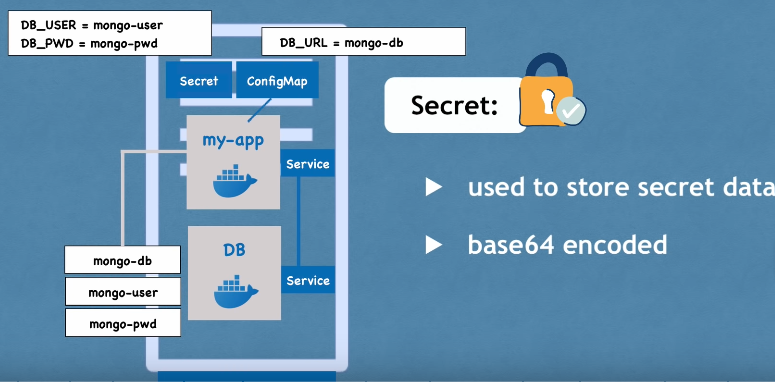 DB_USER = mongo-user
DB_PWD = mongo-pwd
DB_URL = mongo-db
Secret
ConfigMap
Secret:
my-app
Service
used to store secret data
base64 encoded
DB
mongo-db
Service
mongo-user
mongo-pwd